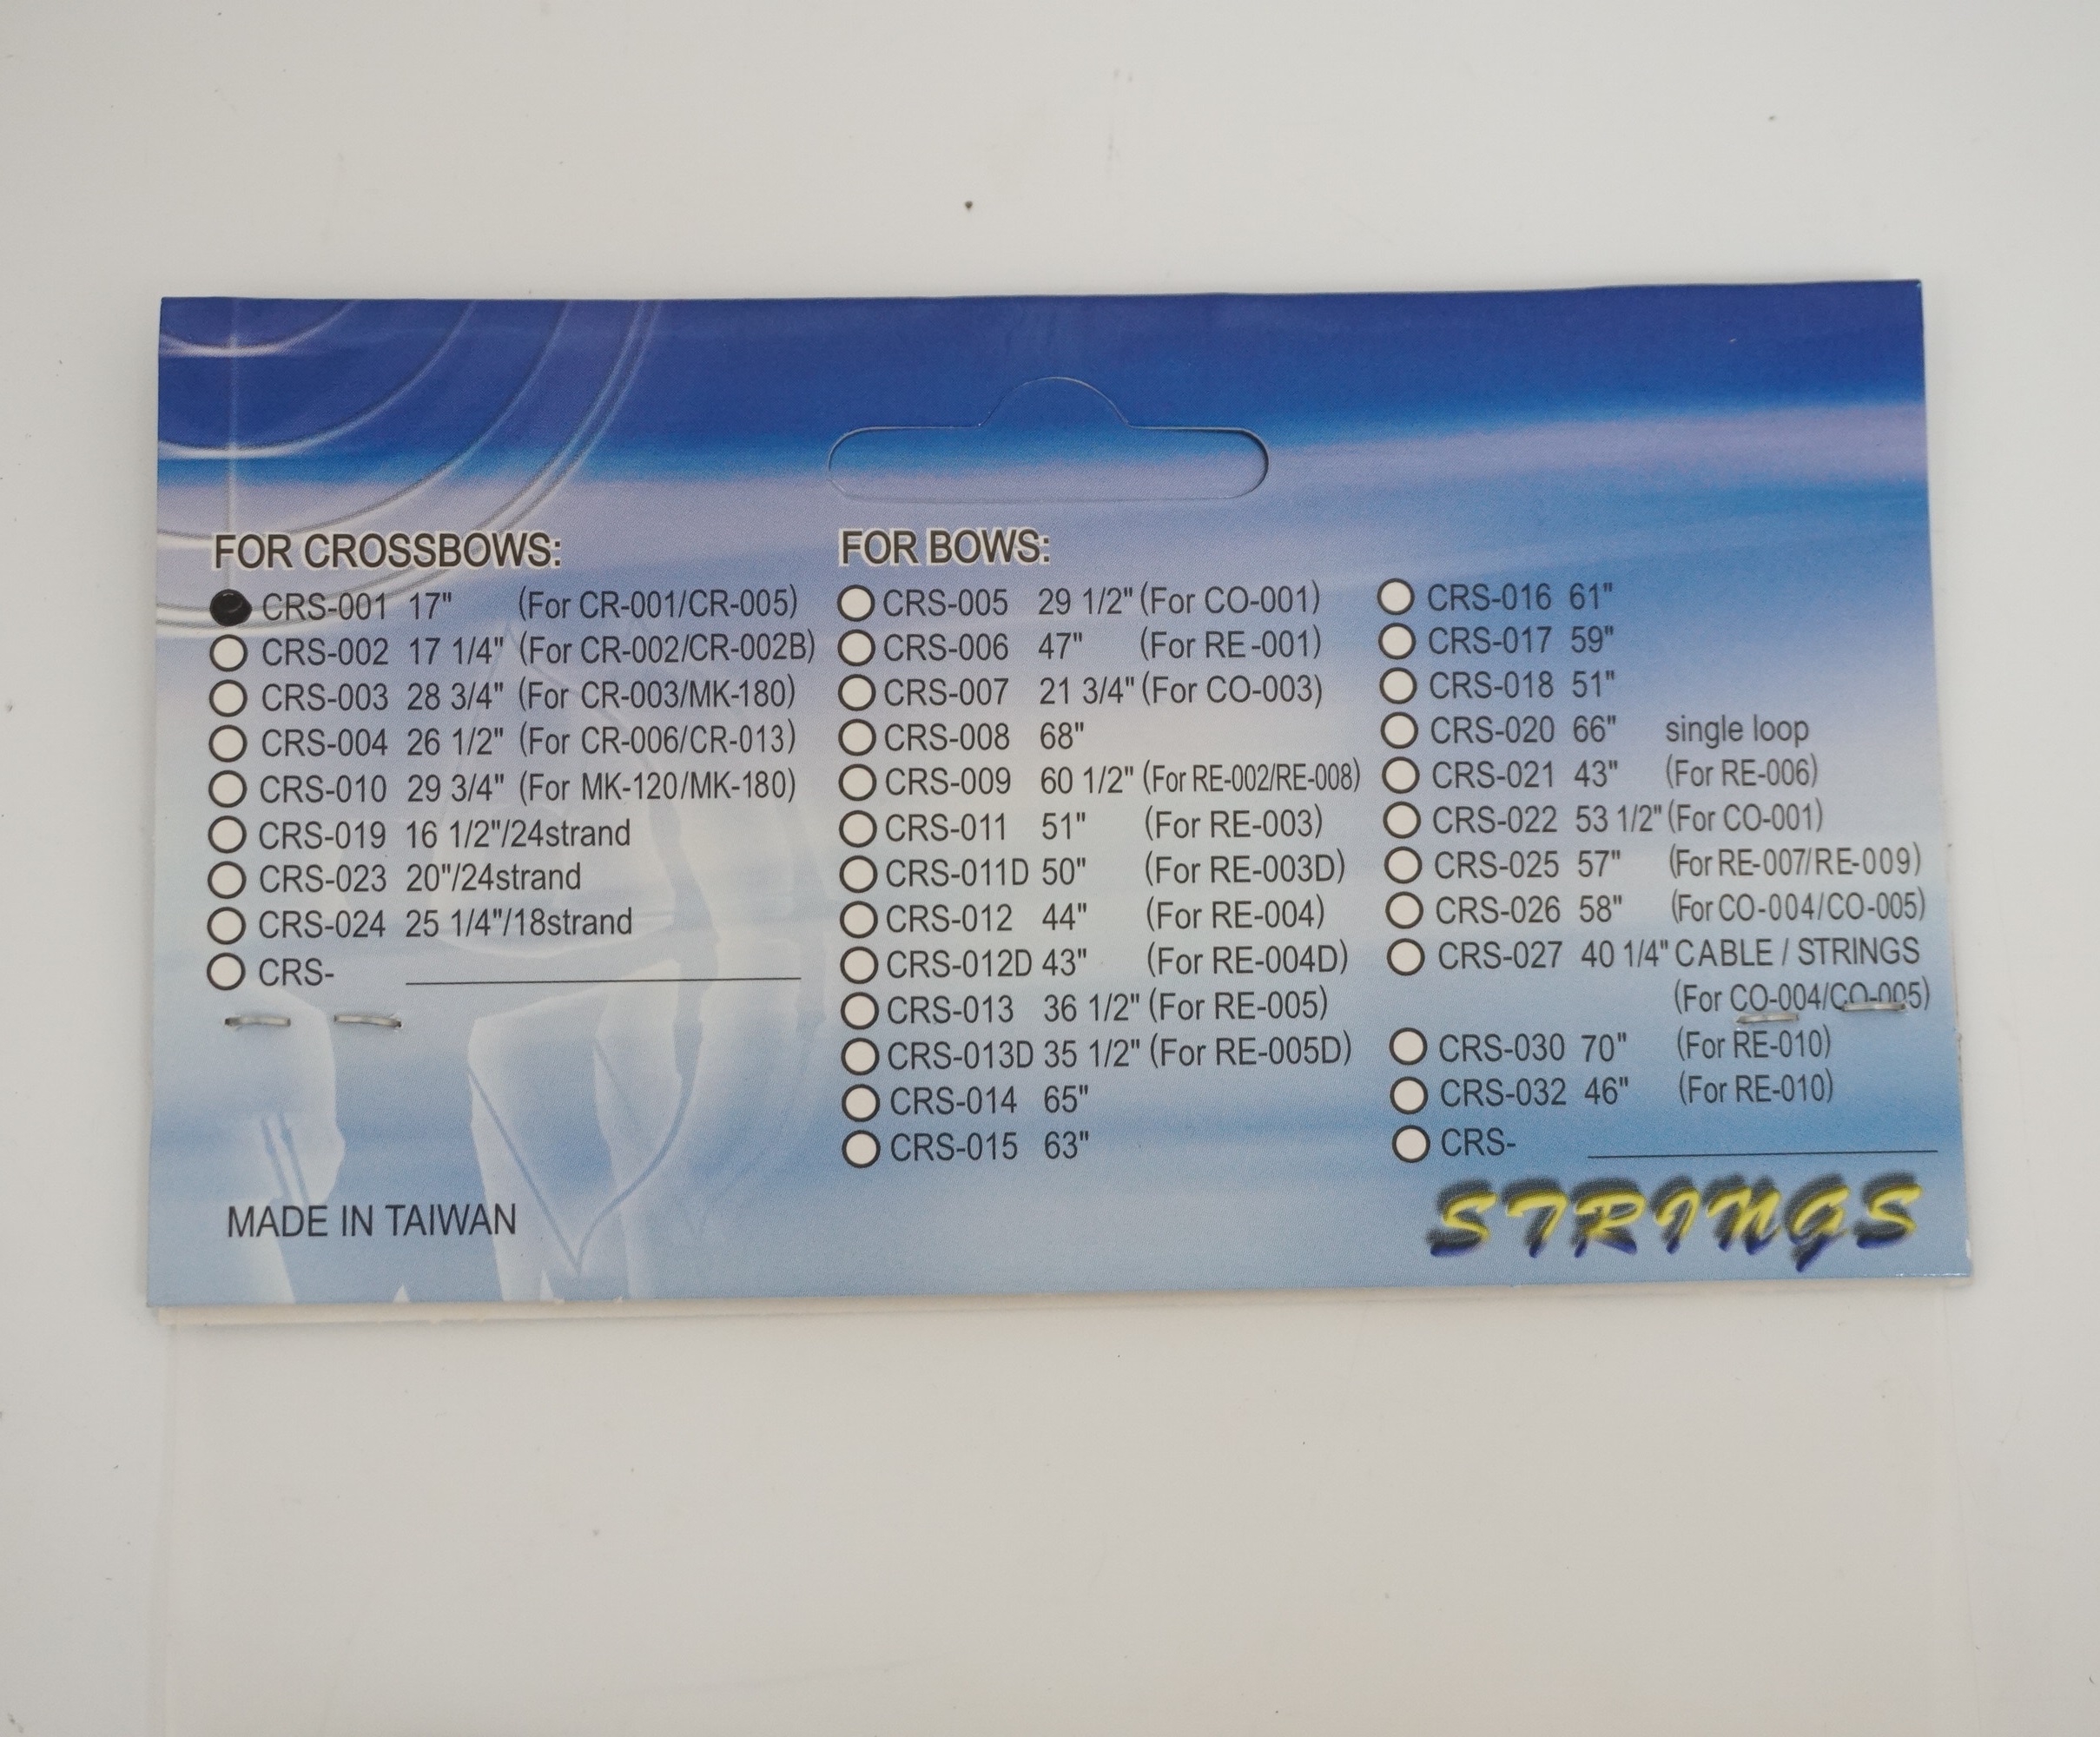 FOR CROSSBOWS:
CRS-001 17" (For CR-001/CR-005)
CRS-002 17 1/4" (For CR-002/CR-002B)
CRS-003 28 3/4" (For CR-003/MK-180)
CRS-004 26 1/2" (For CR-006/CR-013)
CRS-010 29 3/4" (For MK-120/MK-180)
CRS-019 16 1/2"/24strand
CRS-023 20"/24strand
CRS-024 25 1/4"/18strand
CRS-
MADE IN TAIWAN
FOR BOWS:
CRS-005 29 1/2" (For CO-001)
CRS-006 47" (For RE-001)
CRS-007 21 3/4" (For CO-003)
CRS-008 68"
CRS-009 60 1/2" (For RE-002/RE-008)
CRS-011 51" (For RE-003)
CRS-011D 50" (For RE-003D)
CRS-012 44" (For RE-004)
CRS-012D 43" (For RE-004D)
CRS-013 36 1/2" (For RE-005)
CRS-013D 35 1/2" (For RE-005D)
CRS-014 65"
CRS-015 63"
CRS-016 61"
CRS-017 59"
CRS-018 51"
CRS-020 66" single loop
CRS-021 43" (For RE-006)
CRS-022 53 1/2" (For CO-001)
CRS-025 57" (For RE-007/RE-009)
CRS-026 58" (For CO-004/CO-005)
CRS-027 40 1/4" CABLE / STRINGS
(For CO-004/CO-005)
CRS-030 70" (For RE-010)
CRS-032 46" (For RE-010)
CRS-
STRINGS